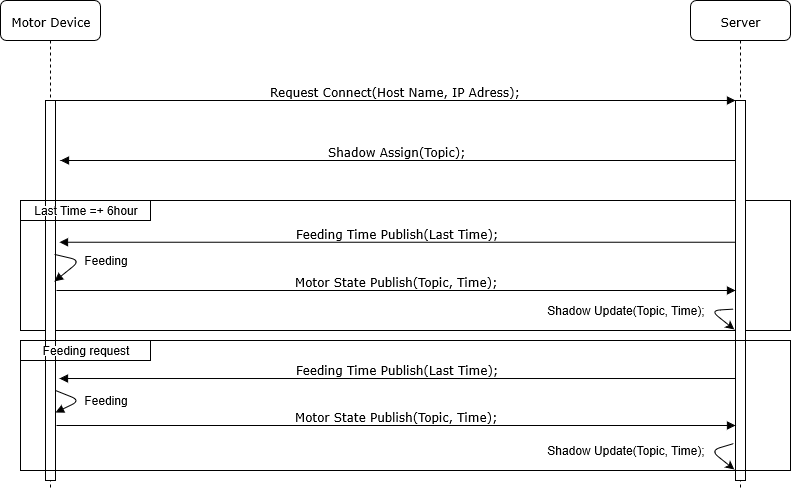 Motor Device
Server
Request Connect(Host Name, IP Adress);
Shadow Assign(Topic);
Last Time =+ 6hour
Feeding Time Publish(Last Time);
Feeding
Motor State Publish(Topic, Time);
Shadow Update(Topic, Time);
Feeding request
Feeding Time Publish(Last Time);
Feeding
Motor State Publish(Topic, Time);
Shadow Update(Topic, Time);